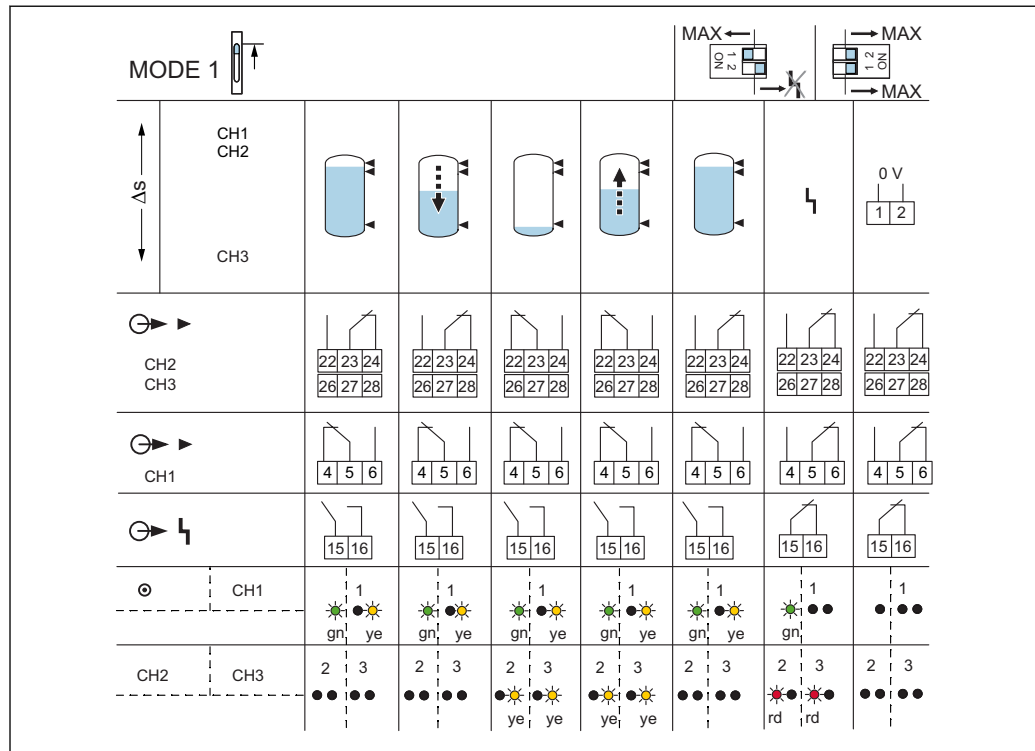 MAX MAX
MODE 1
1 2 ON 1 2 ON
MAX
CH1
CH2
Δs
0 V
1 2
CH3
22 23 24 22 23 24 22 23 24 22 23 24 22 23 24 22 23 24 22 23 24
CH2
CH3
26 27 28 26 27 28 26 27 28 26 27 28 26 27 28 26 27 28 26 27 28
CH1
4 5 6 4 5 6 4 5 6 4 5 6 4 5 6 4 5 6 4 5 6
15 16 15 16 15 16 15 16 15 16 15 16 15 16
CH1 1 1 1 1 1 1 1
gn ye gn ye gn ye gn ye gn ye gn
CH2 CH3 2 3 2 3 2 3 2 3 2 3 2 3 2 3
ye ye ye ye rd rd